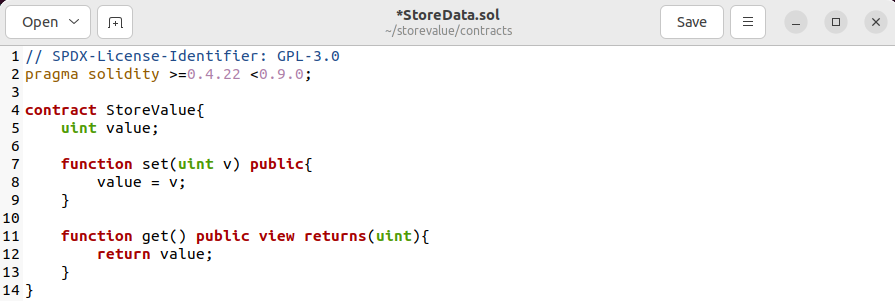 Open
*StoreData.sol
~/storevalue/contracts
Save
1 // SPDX-License-Identifier: GPL-3.0
2 pragma solidity >=0.4.22 <0.9.0;
3
4 contract StoreValue{
5     uint value;
6
7     function set(uint v) public{
8         value = v;
9     }
10
11     function get() public view returns(uint){
12         return value;
13     }
14 }